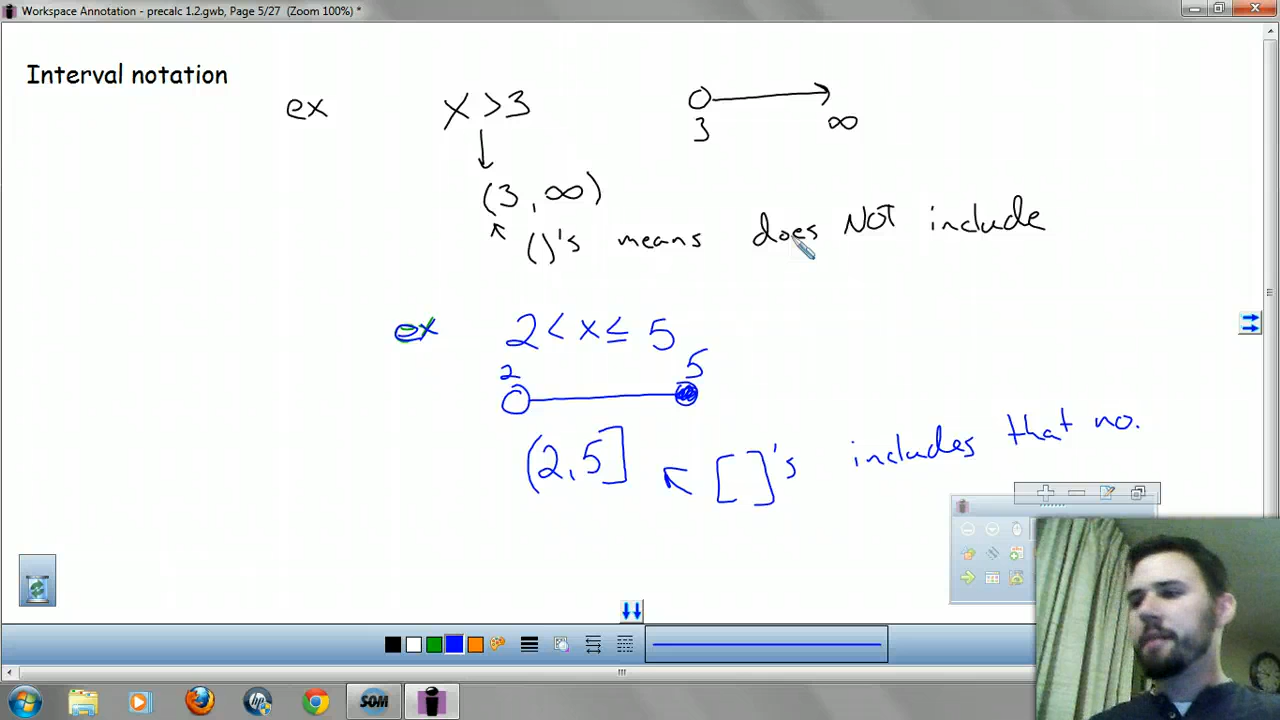 Workspace Annotation - precalc 1.2.gwb, Page 5/27 (Zoom 100%) *
Interval notation
ex x > 3
3 ∞
(3, ∞)
( )'s means does NOT include
ex 2 < x ≤ 5
2 5
(2, 5] [ ]'s includes that no.
SOM